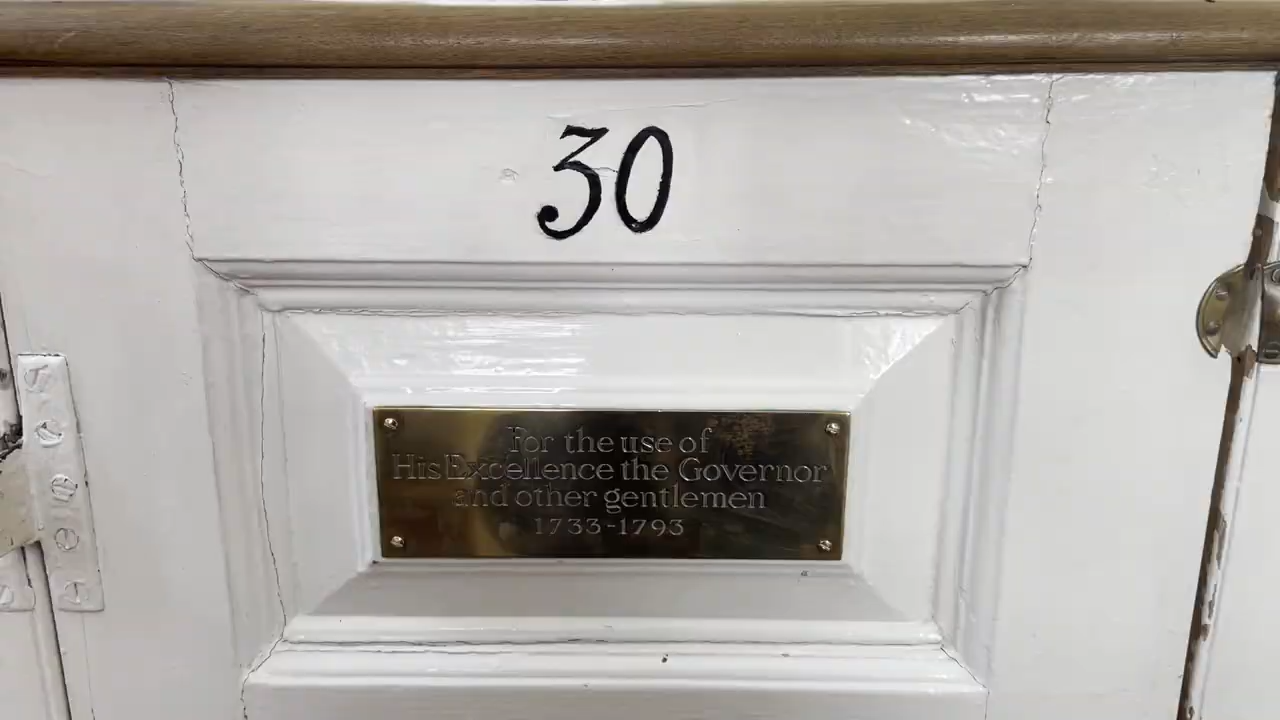 30
For the use of
His Excellence the Governor
and other gentlemen
1733-1793